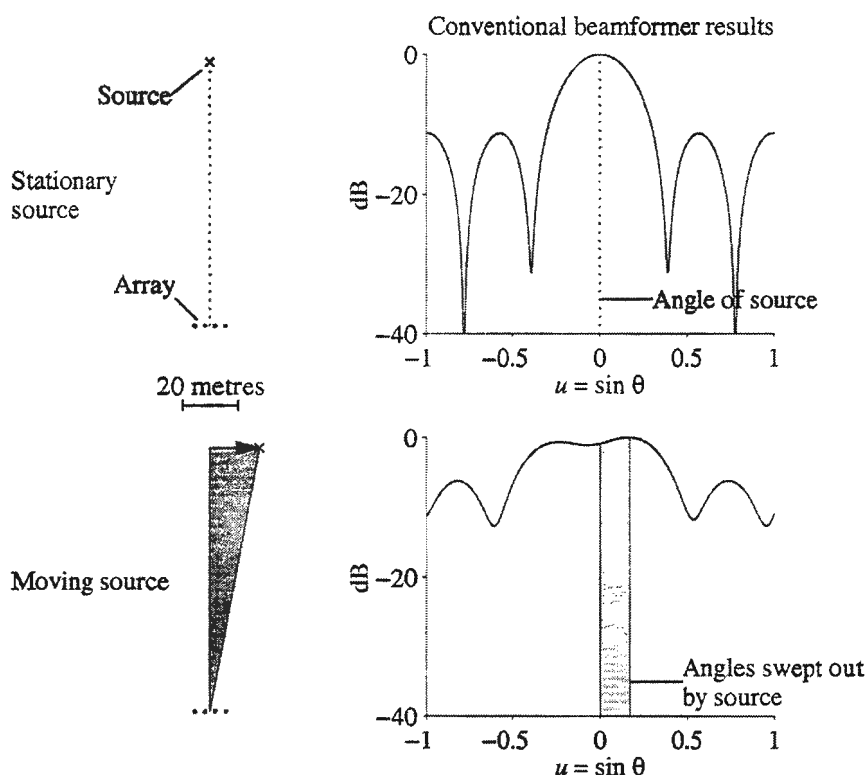 Conventional beamformer results
Source
Stationary
source
Array
0
−20
−40
dB
Angle of source
−1
−0.5
0
0.5
1
u = sin θ
20 metres
Moving source
0
−20
−40
dB
Angles swept out
by source
−1
−0.5
0
0.5
1
u = sin θ